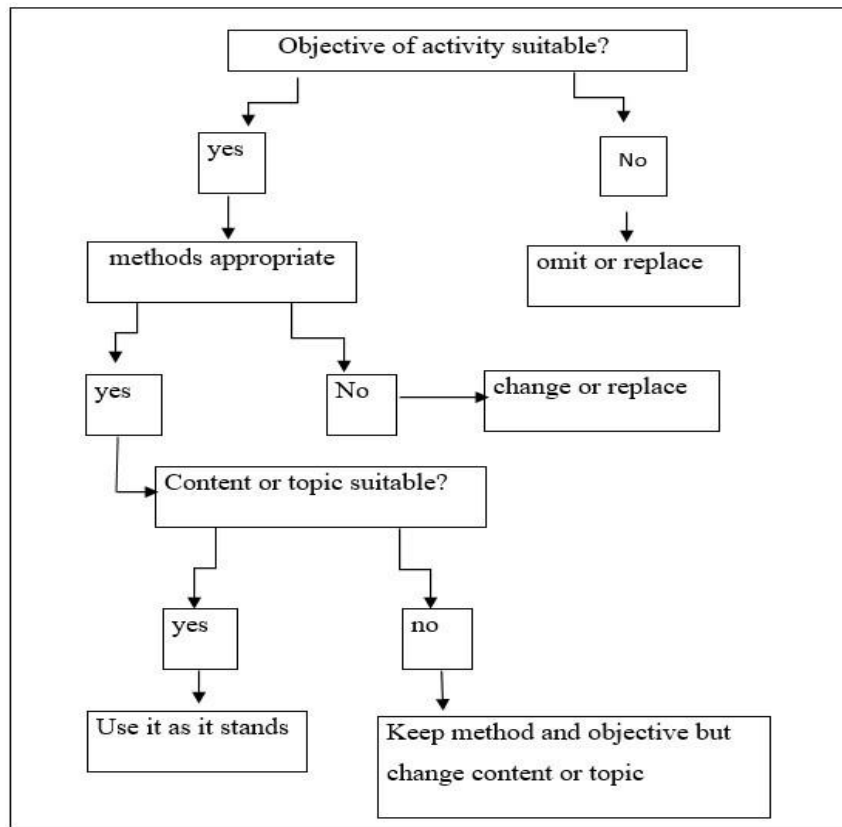 Objective of activity suitable?
yes
No
methods appropriate
omit or replace
yes
No
change or replace
Content or topic suitable?
yes
no
Use it as it stands
Keep method and objective but
change content or topic